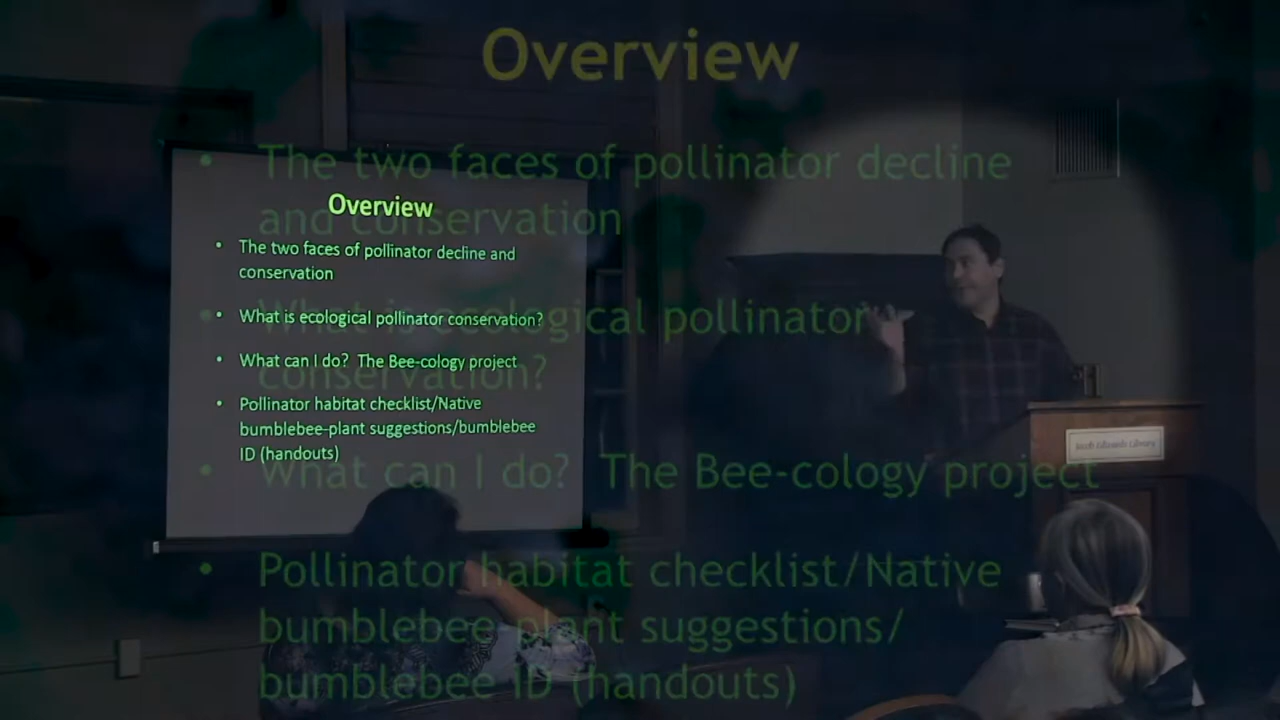 Overview
• The two faces of pollinator decline
and conservation
• What is ecological pollinator
conservation?
• What can I do? The Bee-cology project
• Pollinator habitat checklist/Native
bumblebee-plant suggestions/
bumblebee ID (handouts)
Overview
• The two faces of pollinator decline and
conservation
• What is ecological pollinator conservation?
• What can I do? The Bee-cology project
• Pollinator habitat checklist/Native
bumblebee-plant suggestions/bumblebee
ID (handouts)
Jacob Edwards Library